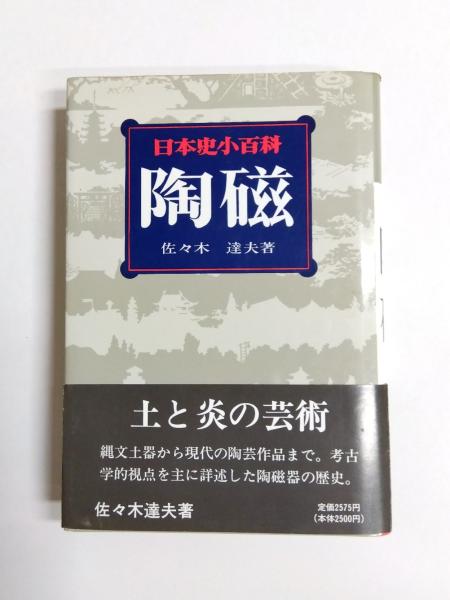 日本史小百科
陶磁
佐々木 達夫著
土と炎の芸術
縄文土器から現代の陶芸作品まで。考古
学的視点を主に詳述した陶磁器の歴史。
佐々木達夫著
定価2575円
(本体2500円)